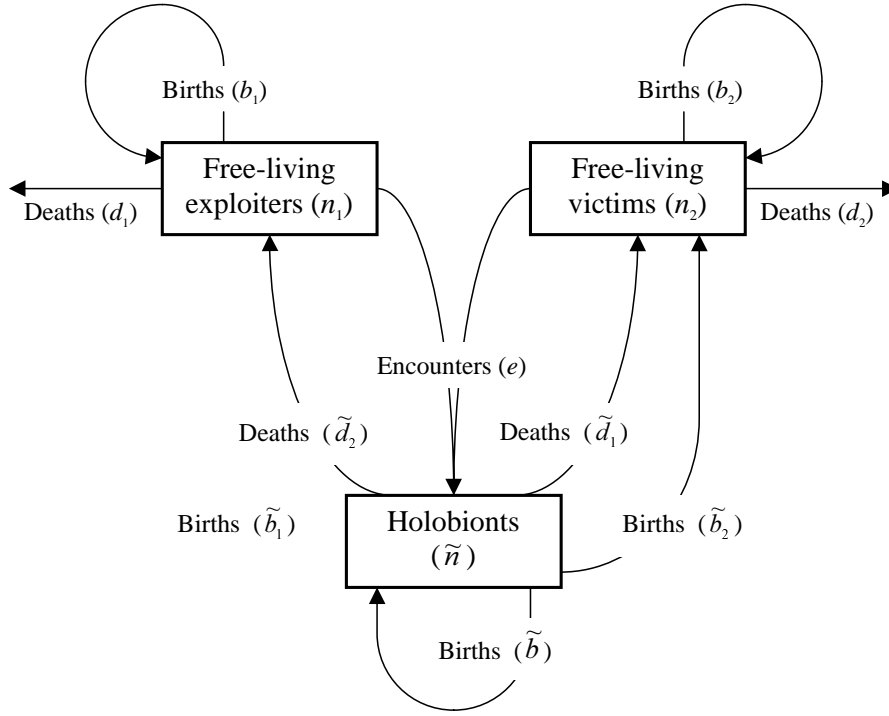 Births (b₁)
Births (b₂)
Free-living
exploiters (n₁)
Free-living
victims (n₂)
Deaths (d₁)
Deaths (d₂)
Encounters (e)
Deaths (d̃₂)
Deaths (d̃₁)
Births (b̃₁)
Holobionts
(ñ)
Births (b̃₂)
Births (b̃)